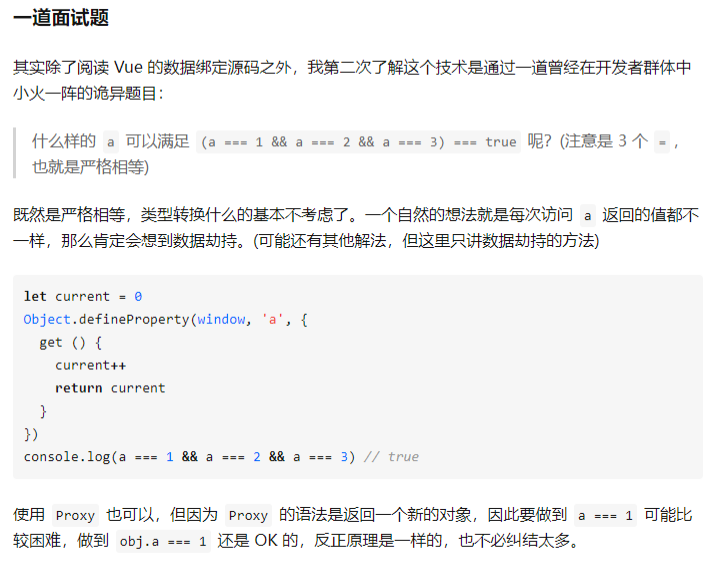 一道面试题
其实除了阅读 Vue 的数据绑定源码之外，我第二次了解这个技术是通过一道曾经在开发者群体中
小火一阵的诡异题目：
什么样的 a 可以满足 (a === 1 && a === 2 && a === 3) === true 呢？(注意是 3 个 = ，
也就是严格相等)
既然是严格相等，类型转换什么的基本不考虑了。一个自然的想法就是每次访问 a 返回的值都不
一样，那么肯定会想到数据劫持。(可能还有其他解法，但这里只讲数据劫持的方法)
let current = 0
Object.defineProperty(window, 'a', {
  get () {
    current++
    return current
  }
})
console.log(a === 1 && a === 2 && a === 3) // true
使用 Proxy 也可以，但因为 Proxy 的语法是返回一个新的对象，因此要做到 a === 1 可能比
较困难，做到 obj.a === 1 还是 OK 的，反正原理是一样的，也不必纠结太多。